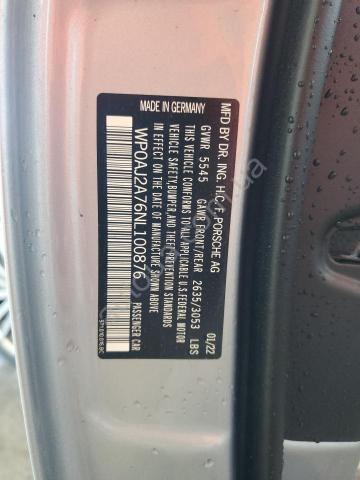 MADE IN GERMANY
MFD BY DR. ING. H.C. F. PORSCHE AG
GVWR 5545 GAWR FRONT/REAR 2635/3053 LBS 01/22
THIS VEHICLE CONFORMS TO ALL APPLICABLE U.S. FEDERAL MOTOR
VEHICLE SAFETY, BUMPER, AND THEFT PREVENTION STANDARDS
IN EFFECT ON THE DATE OF MANUFACTURE SHOWN ABOVE.
WP0AJ2A76NL100876 PASSENGER CAR